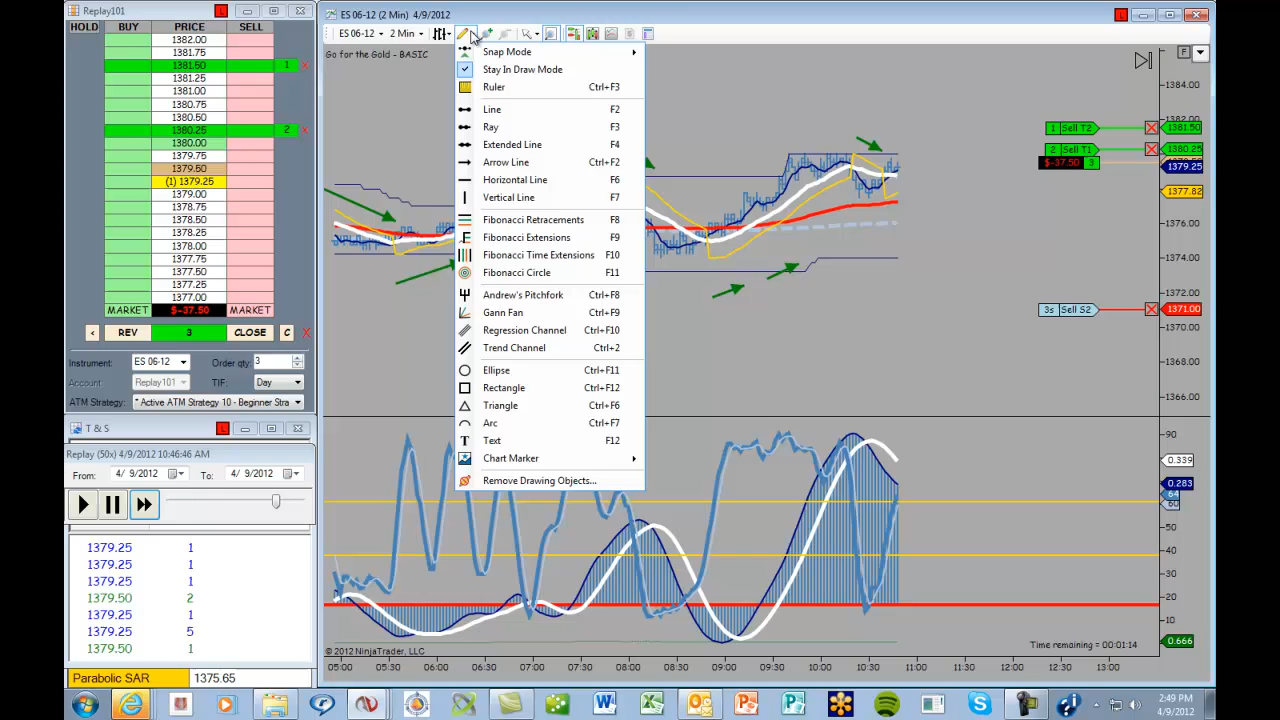 Replay101
HOLD BUY PRICE SELL
1382.00
1381.75
1381.50 1
1381.25
1381.00
1380.75
1380.50
1380.25 2
1380.00
1379.75
1379.50
(1) 1379.25
1379.00
1378.75
1378.50
1378.25
1378.00
1377.75
1377.50
1377.25
1377.00
MARKET $-37.50 MARKET
< REV 3 CLOSE C X
Instrument: ES 06-12 Order qty: 3
Account: Replay101 TIF: Day
ATM Strategy: * Active ATM Strategy 10 - Beginner Stra
T & S
Replay (50x) 4/9/2012 10:46:46 AM
From: 4/ 9/2012 To: 4/ 9/2012
1379.25 1
1379.25 1
1379.25 1
1379.50 2
1379.25 1
1379.25 5
1379.50 1
Parabolic SAR 1375.65
ES 06-12 (2 Min) 4/9/2012
ES 06-12 2 Min
Go for the Gold - BASIC
Snap Mode
Stay In Draw Mode
Ruler Ctrl+F3
Line F2
Ray F3
Extended Line F4
Arrow Line Ctrl+F2
Horizontal Line F6
Vertical Line F7
Fibonacci Retracements F8
Fibonacci Extensions F9
Fibonacci Time Extensions F10
Fibonacci Circle F11
Andrew's Pitchfork Ctrl+F8
Gann Fan Ctrl+F9
Regression Channel Ctrl+F10
Trend Channel Ctrl+2
Ellipse Ctrl+F11
Rectangle Ctrl+F12
Triangle Ctrl+F6
Arc Ctrl+F7
Text F12
Chart Marker
Remove Drawing Objects...
F
1384.00
1382.00
1 Sell T2 1381.50
2 Sell T1 1380.25
$-37.50 3
1379.25
1377.82
1376.00
1374.00
1372.00
3s Sell S2 1371.00
1370.00
1368.00
1366.00
90
0.339
0.283
64
60
50
40
30
20
10
0.666
Time remaining = 00:01:14
© 2012 NinjaTrader, LLC
05:00 05:30 06:00 06:30 07:00 07:30 08:00 08:30 09:00 09:30 10:00 10:30 11:00 11:30 12:00 12:30 13:00
2:49 PM
4/9/2012